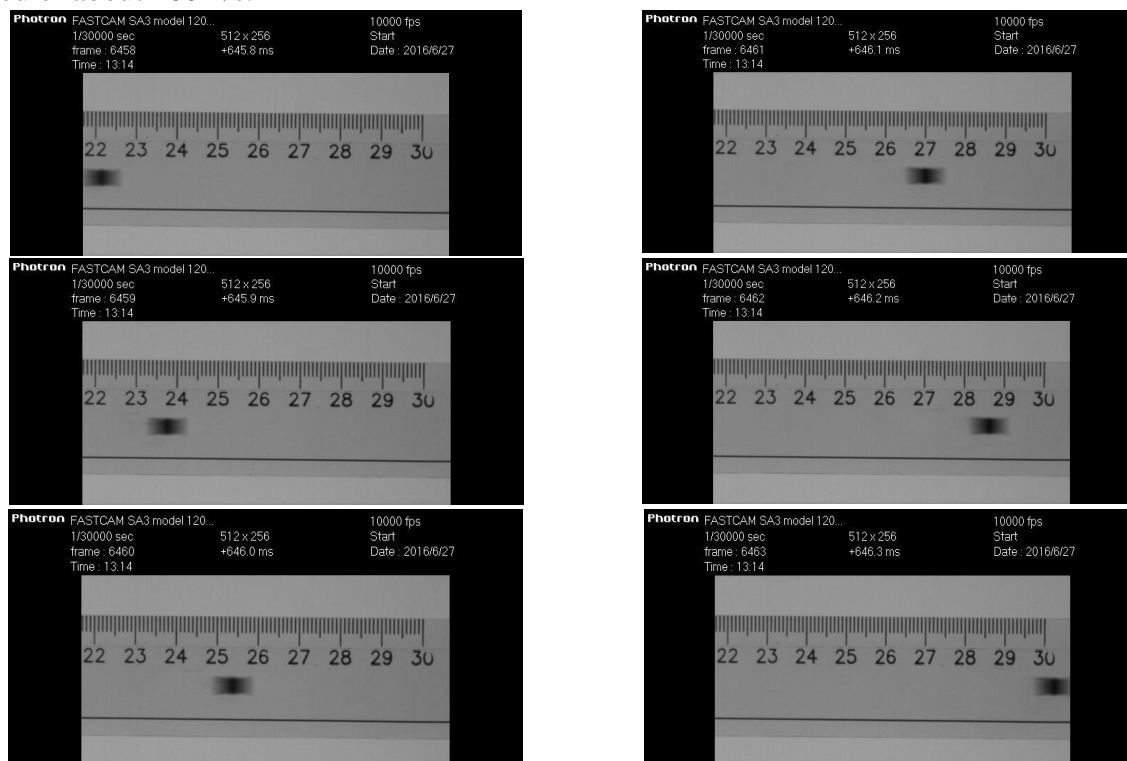 Photron FASTCAM SA3 model 120... 10000 fps
1/30000 sec 512 x 256 Start
frame : 6458 +645.8 ms Date : 2016/6/27
Time : 13:14
22 23 24 25 26 27 28 29 30
Photron FASTCAM SA3 model 120... 10000 fps
1/30000 sec 512 x 256 Start
frame : 6459 +645.9 ms Date : 2016/6/27
Time : 13:14
22 23 24 25 26 27 28 29 30
Photron FASTCAM SA3 model 120... 10000 fps
1/30000 sec 512 x 256 Start
frame : 6460 +646.0 ms Date : 2016/6/27
Time : 13:14
22 23 24 25 26 27 28 29 30
Photron FASTCAM SA3 model 120... 10000 fps
1/30000 sec 512 x 256 Start
frame : 6461 +646.1 ms Date : 2016/6/27
Time : 13:14
22 23 24 25 26 27 28 29 30
Photron FASTCAM SA3 model 120... 10000 fps
1/30000 sec 512 x 256 Start
frame : 6462 +646.2 ms Date : 2016/6/27
Time : 13:14
22 23 24 25 26 27 28 29 30
Photron FASTCAM SA3 model 120... 10000 fps
1/30000 sec 512 x 256 Start
frame : 6463 +646.3 ms Date : 2016/6/27
Time : 13:14
22 23 24 25 26 27 28 29 30